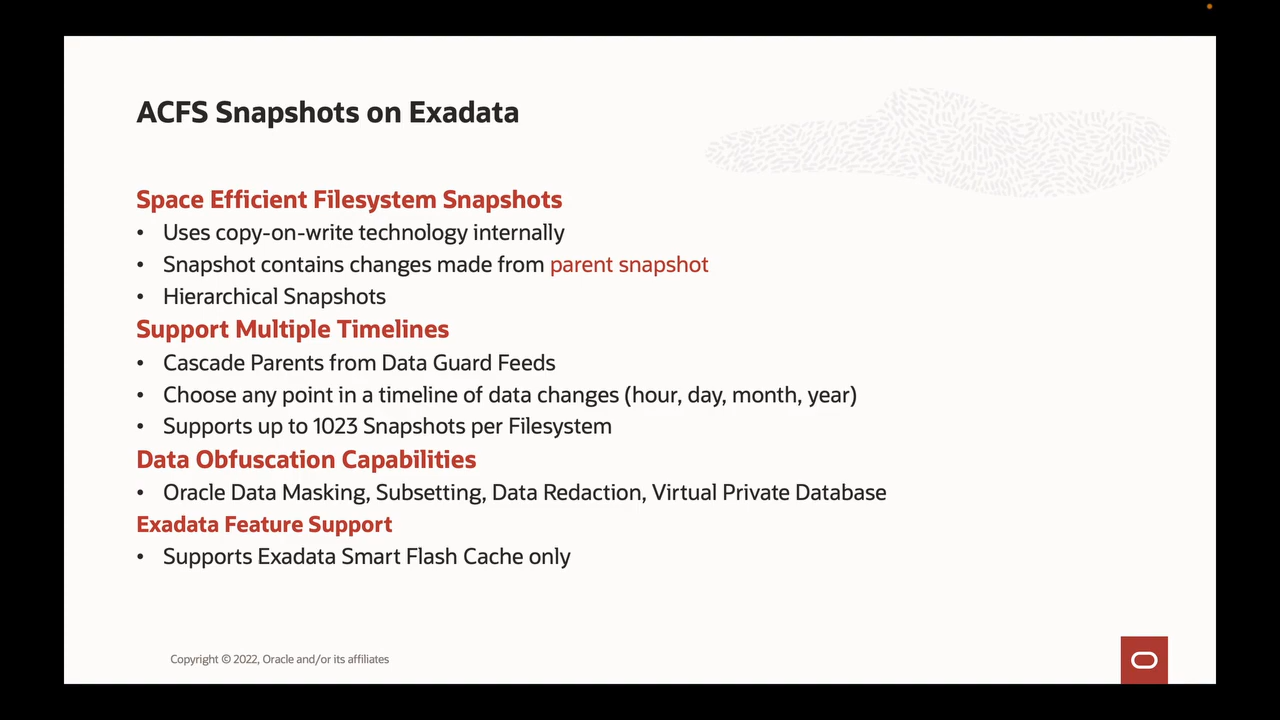 ACFS Snapshots on Exadata
Space Efficient Filesystem Snapshots
• Uses copy-on-write technology internally
• Snapshot contains changes made from parent snapshot
• Hierarchical Snapshots
Support Multiple Timelines
• Cascade Parents from Data Guard Feeds
• Choose any point in a timeline of data changes (hour, day, month, year)
• Supports up to 1023 Snapshots per Filesystem
Data Obfuscation Capabilities
• Oracle Data Masking, Subsetting, Data Redaction, Virtual Private Database
Exadata Feature Support
• Supports Exadata Smart Flash Cache only
Copyright © 2022, Oracle and/or its affiliates